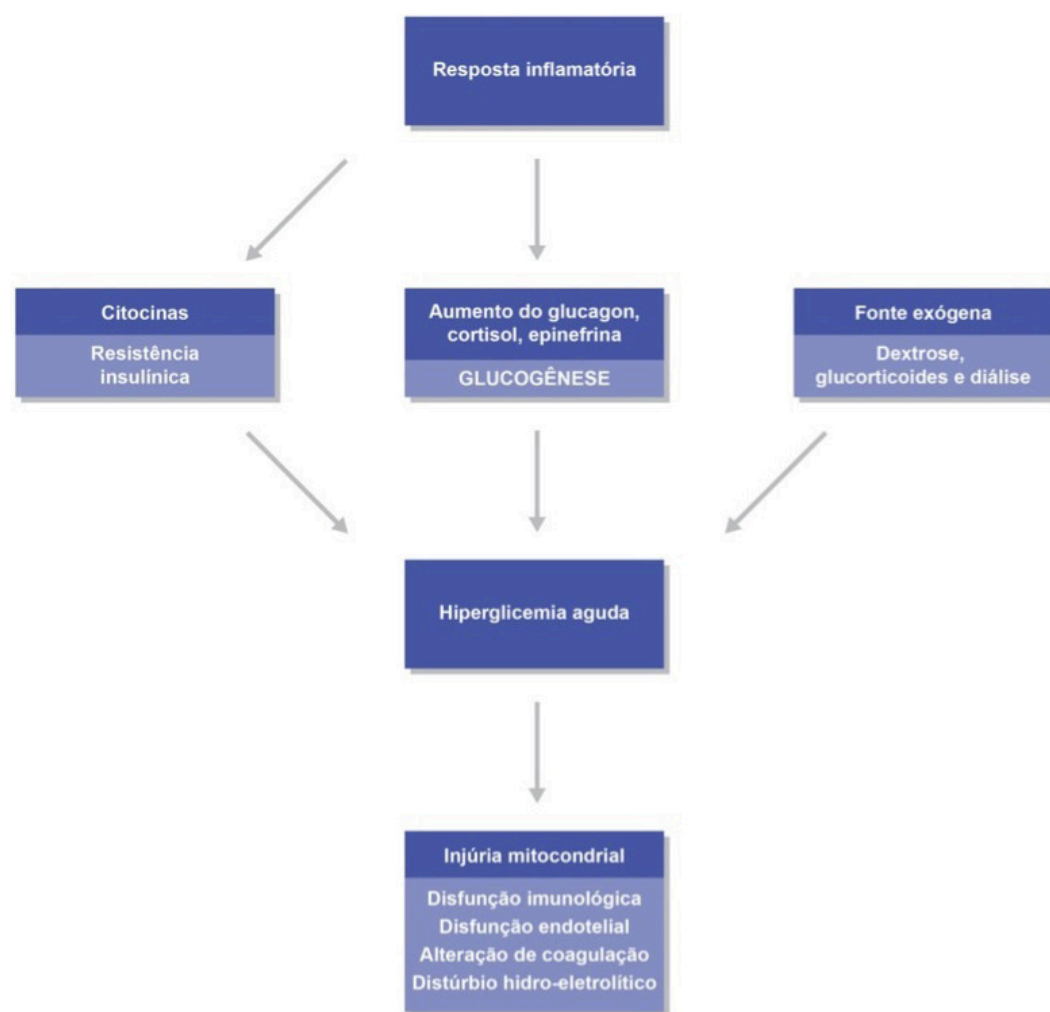 Resposta inflamatória
Citocinas
Resistência
insulínica
Aumento do glucagon,
cortisol, epinefrina
GLUCOGÊNESE
Fonte exógena
Dextrose,
glucorticoides e diálise
Hiperglicemia aguda
Injúria mitocondrial
Disfunção imunológica
Disfunção endotelial
Alteração de coagulação
Distúrbio hidro-eletrolítico